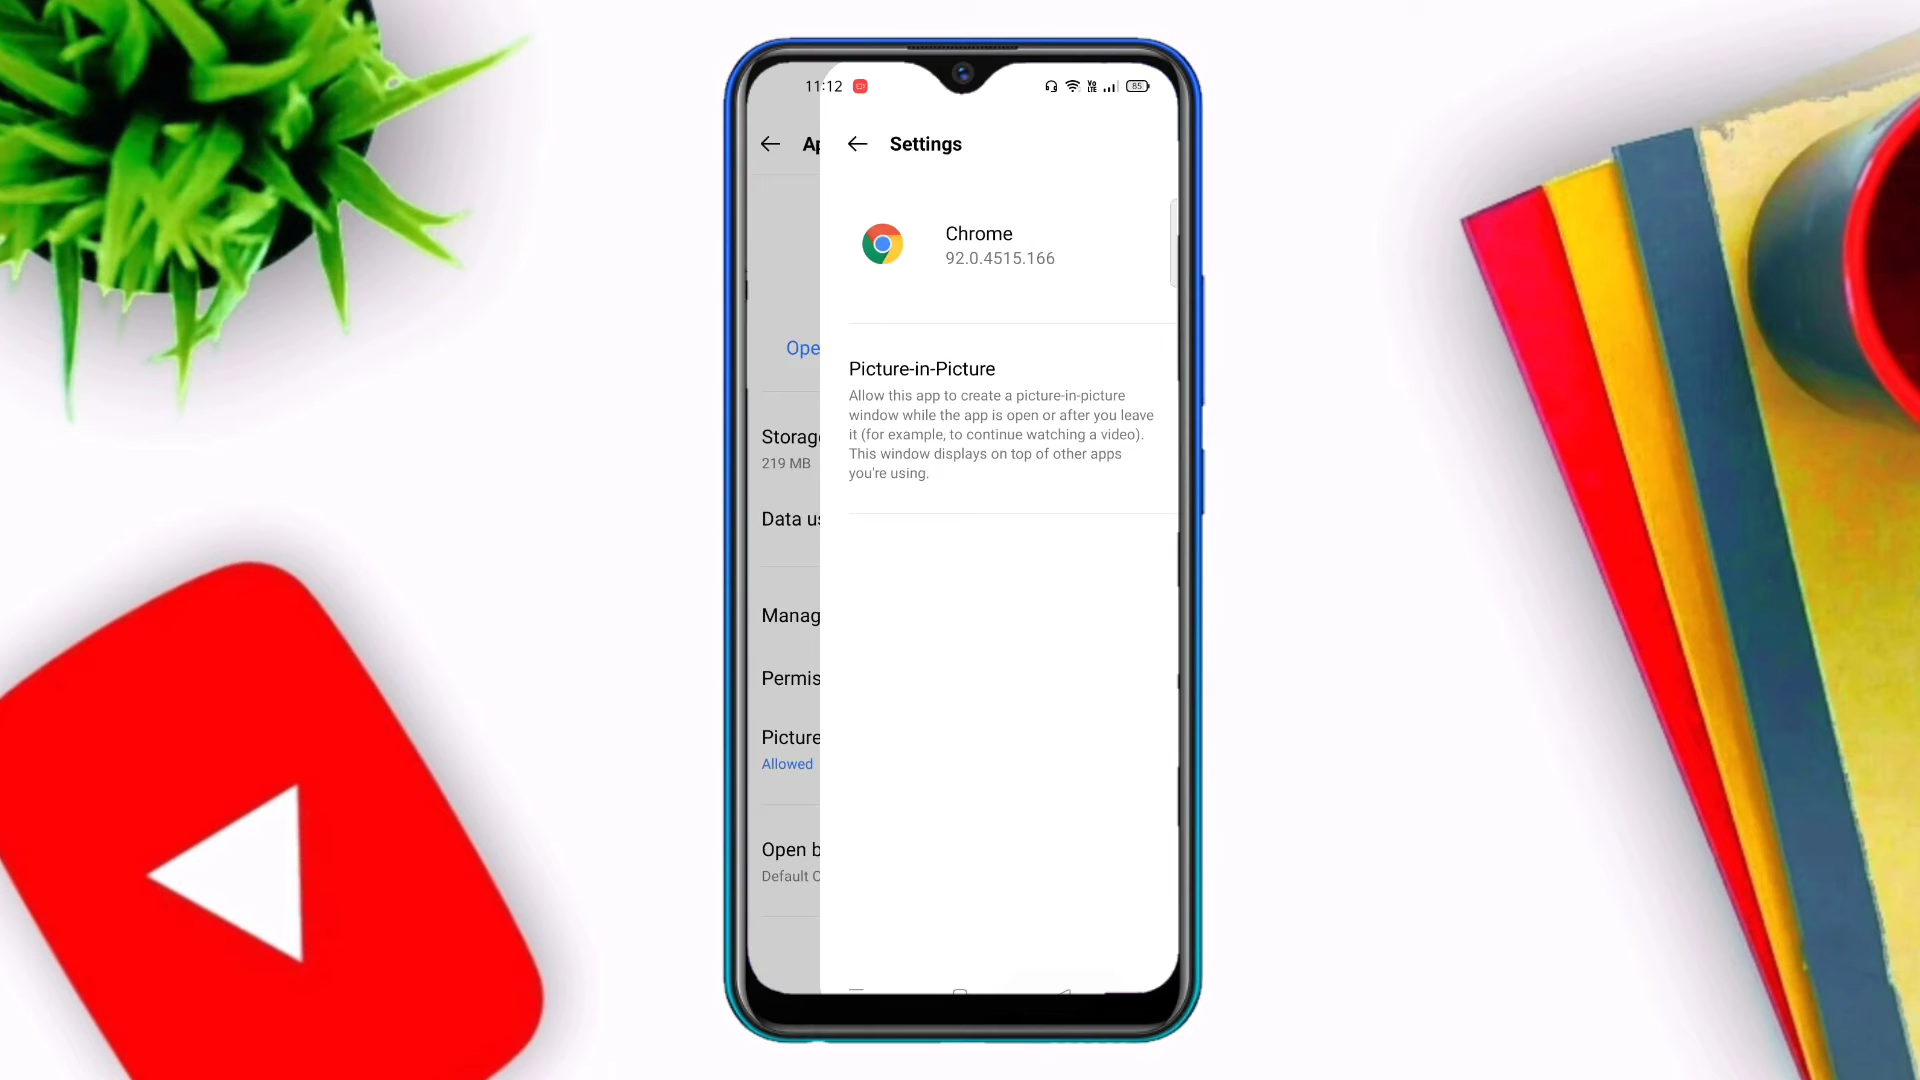 11:12
85
Ap
Settings
Chrome
92.0.4515.166
Ope
Picture-in-Picture
Allow this app to create a picture-in-picture
window while the app is open or after you leave
it (for example, to continue watching a video).
This window displays on top of other apps
you're using.
Storag
219 MB
Data us
Manag
Permis
Picture
Allowed
Open b
Default